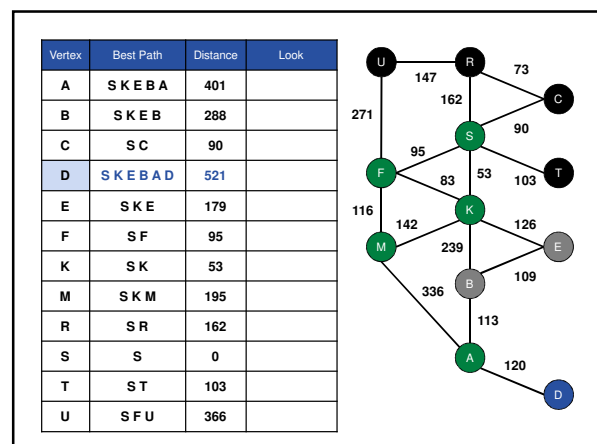 Vertex Best Path Distance Look
A S K E B A 401
B S K E B 288
C S C 90
D S K E B A D 521
E S K E 179
F S F 95
K S K 53
M S K M 195
R S R 162
S S 0
T S T 103
U S F U 366
U R
147 73
C
271 162
90
S
95
F 83 53 103 T
K
116 142 126
M 239 E
109
336 B
113
A
120
D